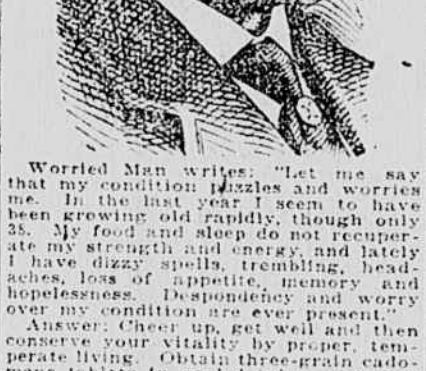 Worried Man writes: "Let me say
that my condition puzzles and worries
me. In the last year I seem to have
been growing old rapidly, though only
38. My food and sleep do not recuper-
ate my strength and energy, and lately
I have dizzy spells, trembling, head-
aches, loss of appetite, memory and
hopelessness. Despondency and worry
over my condition are ever present."
Answer: Cheer up, get well and then
conserve your vitality by proper, tem-
perate living. Obtain three-grain cado-